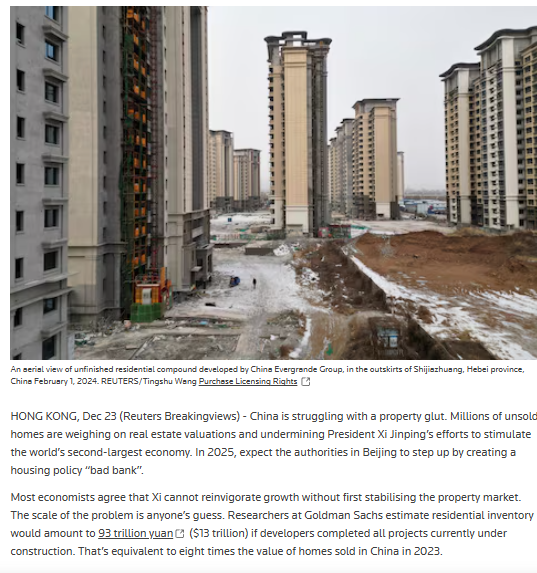 An aerial view of unfinished residential compound developed by China Evergrande Group, in the outskirts of Shijiazhuang, Hebei province,
China February 1, 2024. REUTERS/Tingshu Wang Purchase Licensing Rights
HONG KONG, Dec 23 (Reuters Breakingviews) - China is struggling with a property glut. Millions of unsold
homes are weighing on real estate valuations and undermining President Xi Jinping's efforts to stimulate
the world's second-largest economy. In 2025, expect the authorities in Beijing to step up by creating a
housing policy “bad bank”.
Most economists agree that Xi cannot reinvigorate growth without first stabilising the property market.
The scale of the problem is anyone's guess. Researchers at Goldman Sachs estimate residential inventory
would amount to 93 trillion yuan ($13 trillion) if developers completed all projects currently under
construction. That's equivalent to eight times the value of homes sold in China in 2023.